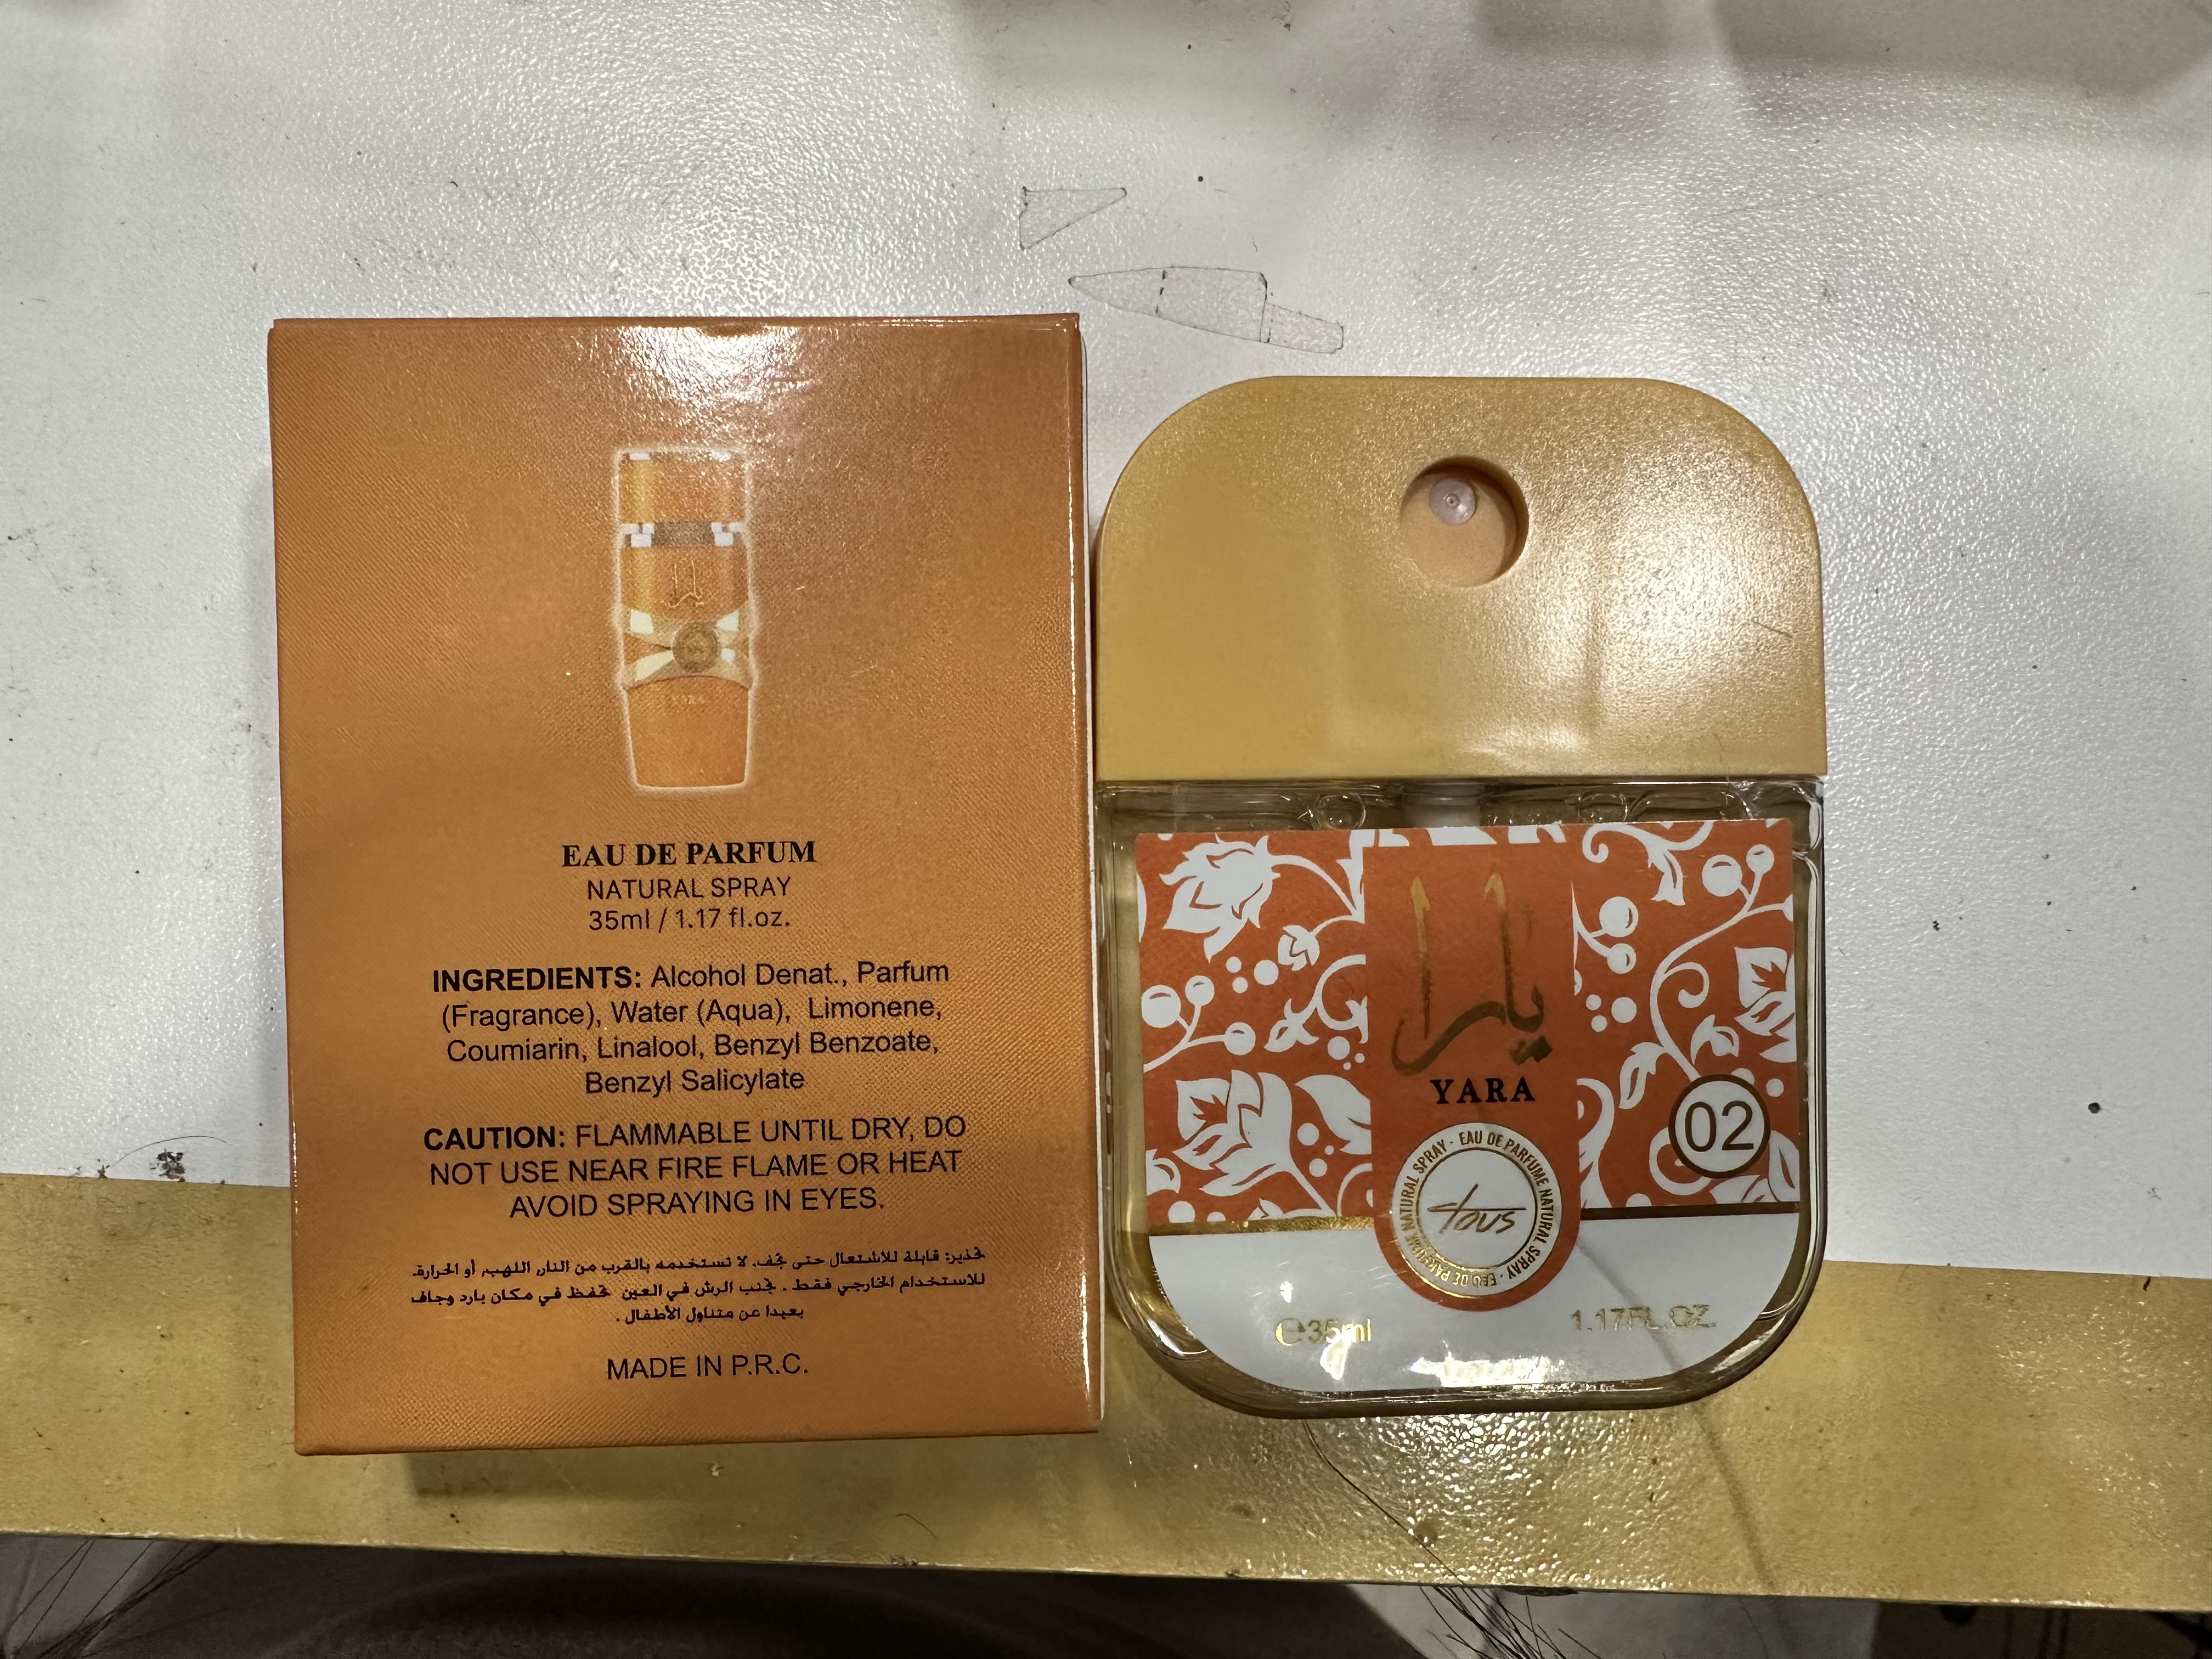 EAU DE PARFUM
NATURAL SPRAY
35ml / 1.17 fl.oz.
INGREDIENTS: Alcohol Denat., Parfum
(Fragrance), Water (Aqua), Limonene,
Coumiarin, Linalool, Benzyl Benzoate,
Benzyl Salicylate
CAUTION: FLAMMABLE UNTIL DRY, DO
NOT USE NEAR FIRE FLAME OR HEAT
AVOID SPRAYING IN EYES.
تحذير: قابلة للاشتعال حتى تجف. لا تستخدمه بالقرب من النار، اللهب، أو الحرارة.
للاستخدام الخارجي فقط . تجنب الرش في العين تحفظ في مكان بارد وجاف
بعيدا عن متناول الأطفال .
MADE IN P.R.C.
يارا
YARA
يارا
YARA
02
NATURAL SPRAY · EAU DE PARFUME NATURAL SPRAY · EAU DE PARFUME
tous
℮35ml
1.17FL.OZ.